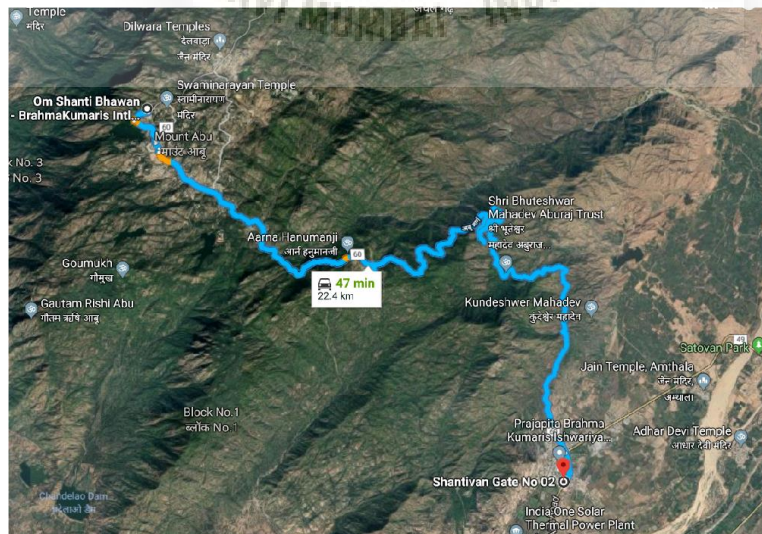 MUMBAI
Temple
मंदिर
Dilwara Temples
देलवाड़ा
जैन मंदिर
Swaminarayan Temple
स्वामीनारायण
मंदिर
Om Shanti Bhawan
- BrahmaKumaris Intl...
Mount Abu
माउंट आबू
k No. 3
No. 3
Shri Bhuteshwar
Mahadev Aburaj Trust
श्री भूतेश्वर
महादेव अबुराज...
Aarna Hanumanji
आर्न हनुमानजी
60
47 min
22.4 km
Goumukh
गौमुख
Gautam Rishi Abu
गौतम ऋषि आबू
Kundeshwer Mahadev
कुंदेश्वेर महादेव
Satovan Park
Jain Temple, Amthala
जैन मंदिर,
अम्थाला
Block No.1
ब्लॉक No.1
Prajapita Brahma
Kumaris Ishwariya...
Adhar Devi Temple
आधार देवी मंदिर
Shantivan Gate No 02
Chandelao Dam
India One Solar
Thermal Power Plant